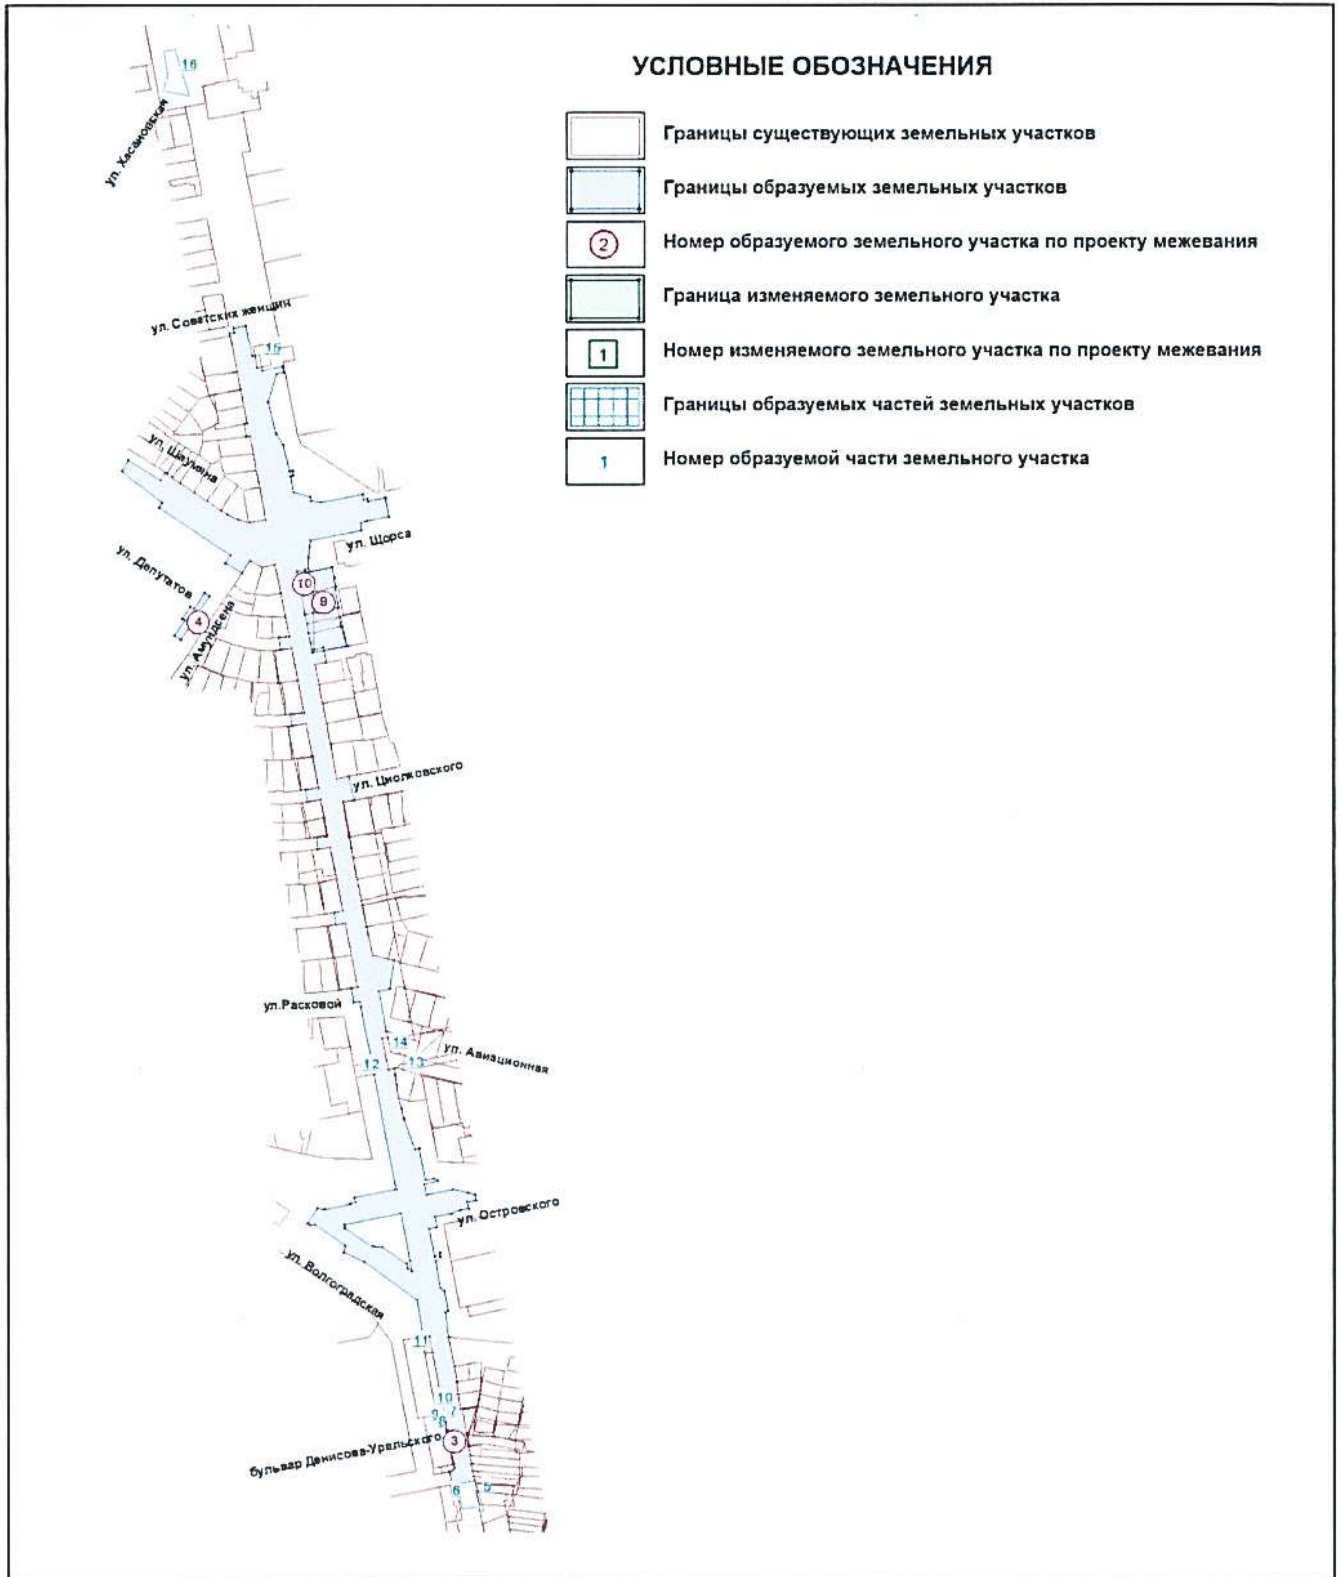 УСЛОВНЫЕ ОБОЗНАЧЕНИЯ
Границы существующих земельных участков
Границы образуемых земельных участков
2
Номер образуемого земельного участка по проекту межевания
Граница изменяемого земельного участка
1
Номер изменяемого земельного участка по проекту межевания
Границы образуемых частей земельных участков
1
Номер образуемой части земельного участка
16
ул. Хасановская
ул. Советских женщин
15
ул. Шаумяна
ул. Щорса
ул. Депутатов
10
9
4
ул. Амундсена
ул. Циолковского
ул.Расковой
14
ул. Авиационная
12
13
ул. Островского
ул. Волгоградская
11
10
9
7
8
бульвар Денисова-Уральского
3
6
5